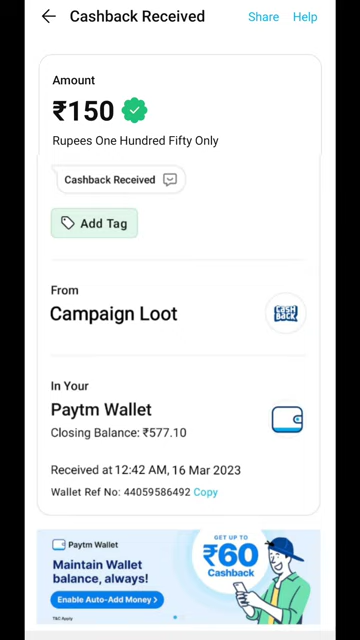 Cashback Received
Share
Help
Amount
₹150
Rupees One Hundred Fifty Only
Cashback Received
Add Tag
From
Campaign Loot
CASH
BACK
In Your
Paytm Wallet
Closing Balance: ₹577.10
Received at 12:42 AM, 16 Mar 2023
Wallet Ref No: 44059586492 Copy
Paytm Wallet
Maintain Wallet
balance, always!
Enable Auto-Add Money >
T&C Apply
GET UP TO
₹60
Cashback